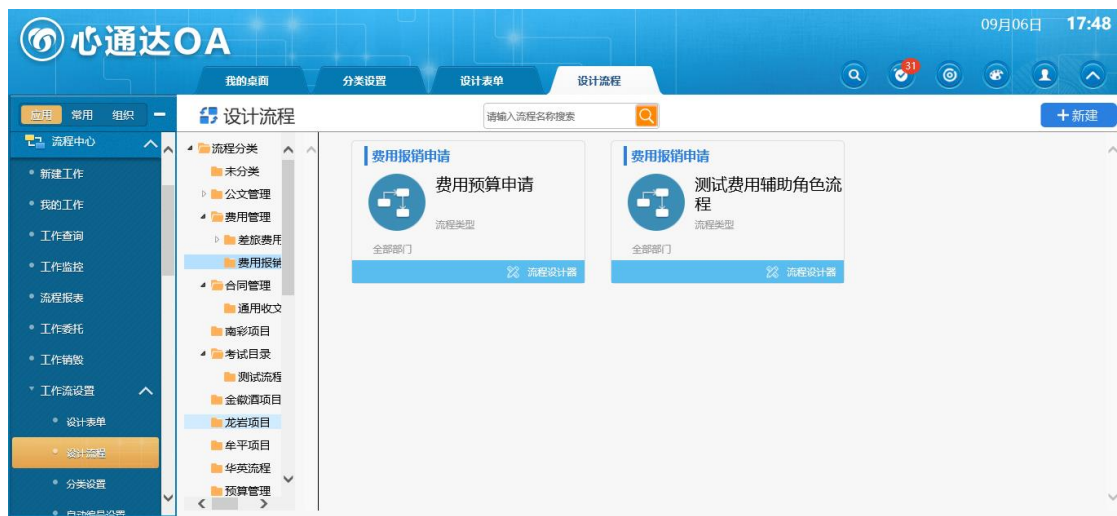 心通达OA
09月06日 17:48
我的桌面 分类设置 设计表单 设计流程
31
应用 常用 组织
设计流程
请输入流程名称搜索
+新建
流程中心
新建工作
我的工作
工作查询
工作监控
流程报表
工作委托
工作销毁
工作流设置
设计表单
设计流程
分类设置
自动编号设置
流程分类
未分类
公文管理
费用管理
差旅费用
费用报销
合同管理
通用收文
南彩项目
考试目录
测试流程
金徽酒项目
龙岩项目
牟平项目
华英流程
预算管理
费用报销申请
费用预算申请
流程类型
全部部门
流程设计器
费用报销申请
测试费用辅助角色流
程
流程类型
全部部门
流程设计器